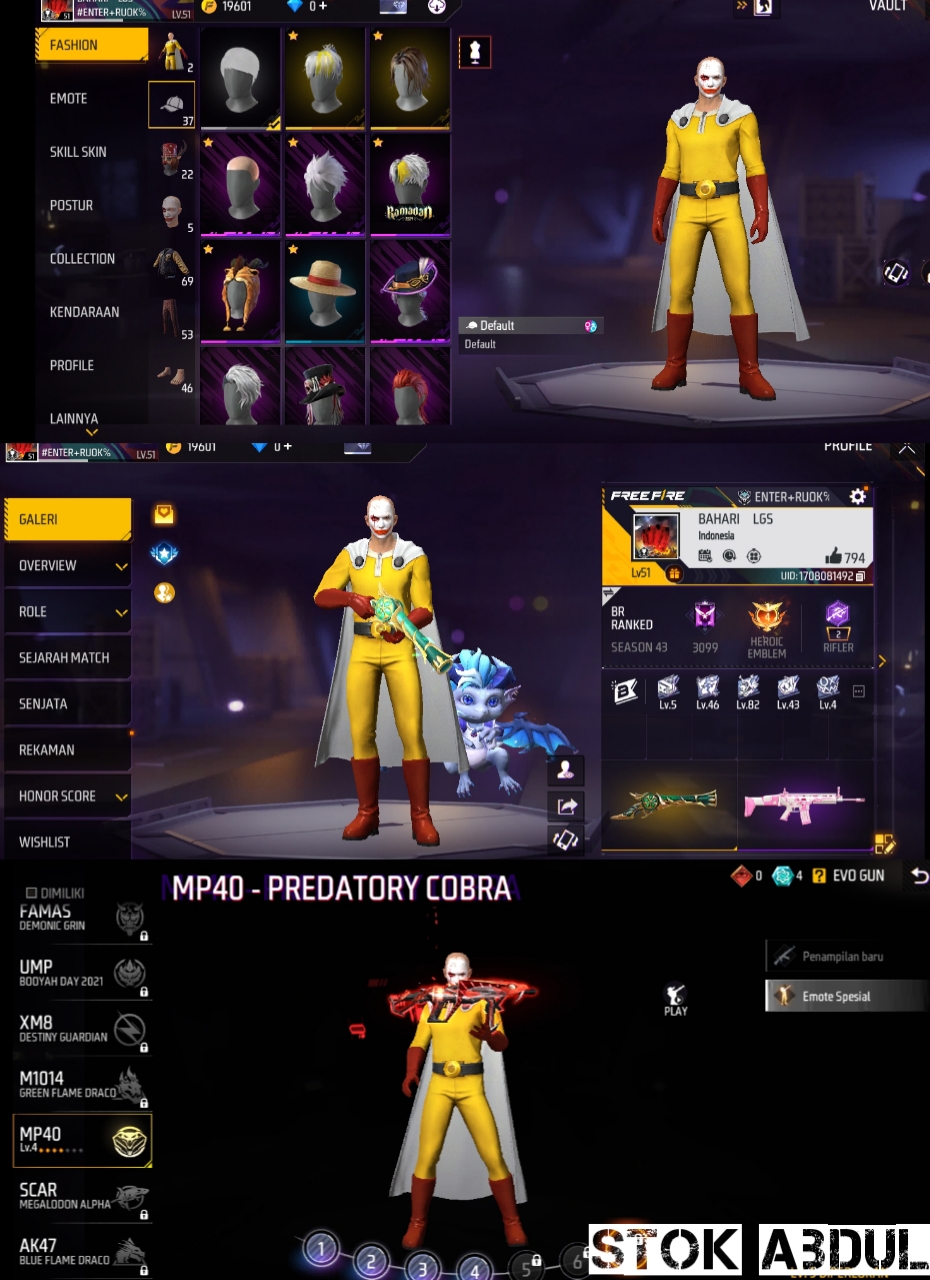 #ENTER+RUOK%
LV.51
19601
0 +
VAULT
FASHION
2
EMOTE
37
SKILL SKIN
22
POSTUR
5
COLLECTION
69
KENDARAAN
53
PROFILE
46
LAINNYA
Ramadan
Default
Default
51
#ENTER+RUOK%
LV.51
19601
0 +
PROFILE
GALERI
OVERVIEW
ROLE
SEJARAH MATCH
SENJATA
REKAMAN
HONOR SCORE
WISHLIST
FREE FIRE
ENTER+RUOK%
BAHARI LGS
Indonesia
794
Lv51
UID: 1708081492
BR
RANKED
SEASON 43
3099
HEROIC
EMBLEM
2
RIFLER
Lv.5
Lv.46
Lv.82
Lv.43
Lv.4
DIMILIKI
MP40 - PREDATORY COBRA
0
4
EVO GUN
FAMAS
DEMONIC GRIN
UMP
BOOYAH DAY 2021
XM8
DESTINY GUARDIAN
M1014
GREEN FLAME DRACO
MP40
Lv.4
SCAR
MEGALODON ALPHA
AK47
BLUE FLAME DRACO
PLAY
Penampilan baru
Emote Spesial
1
2
3
4
5
6
STOK A3DUL